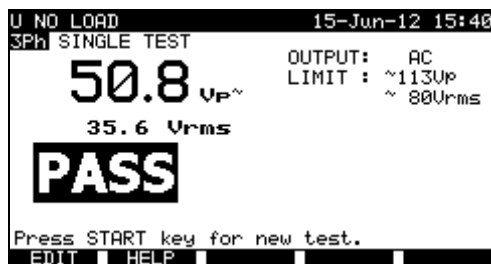 U NO LOAD 15-Jun-12 15:40
3Ph SINGLE TEST
OUTPUT: AC
50.8 Vp~
LIMIT : ~113Vp
~ 80Vrms
35.6 Vrms
PASS
Press START key for new test.
EDIT HELP